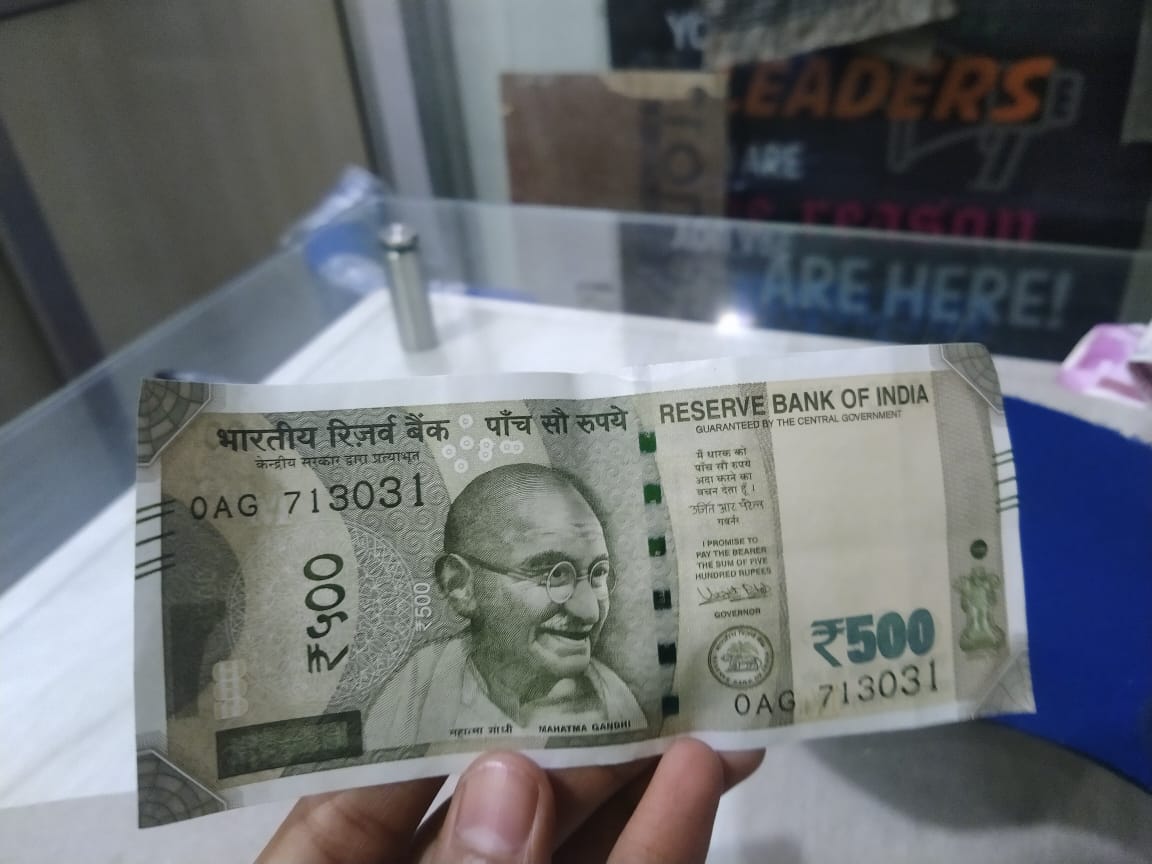 YO
LEADERS
ARE
reason
ARE HERE!
भारतीय रिज़र्व बैंक
केन्द्रीय सरकार द्वारा प्रत्याभूत
पाँच सौ रुपये
RESERVE BANK OF INDIA
GUARANTEED BY THE CENTRAL GOVERNMENT
0AG 713031
मैं धारक को
पाँच सौ रुपये
अदा करने का
वचन देता हूँ।
उर्जित आर पटेल
गवर्नर
I PROMISE TO
PAY THE BEARER
THE SUM OF FIVE
HUNDRED RUPEES
GOVERNOR
₹५००
₹500
₹500
0AG 713031
महात्मा गांधी
MAHATMA GANDHI